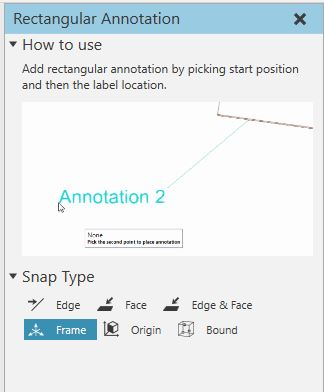 Rectangular Annotation
How to use
Add rectangular annotation by picking start position
and then the label location.
Annotation 2
None
Pick the second point to place annotation
Snap Type
Edge Face Edge & Face
Frame Origin Bound